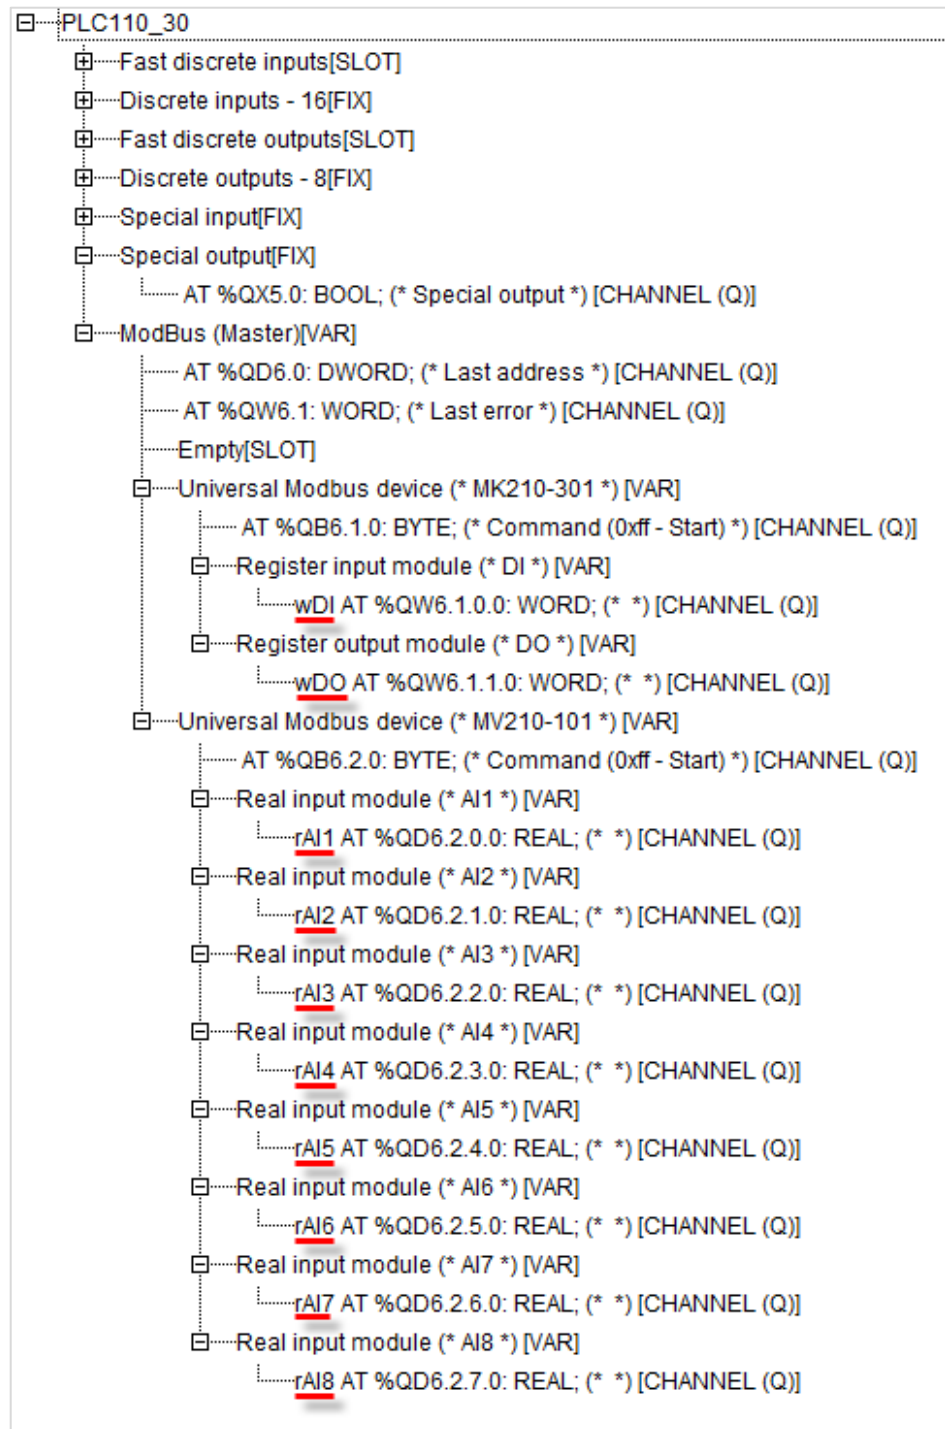 PLC110_30
Fast discrete inputs[SLOT]
Discrete inputs - 16[FIX]
Fast discrete outputs[SLOT]
Discrete outputs - 8[FIX]
Special input[FIX]
Special output[FIX]
AT %QX5.0: BOOL; (* Special output *) [CHANNEL (Q)]
ModBus (Master)[VAR]
AT %QD6.0: DWORD; (* Last address *) [CHANNEL (Q)]
AT %QW6.1: WORD; (* Last error *) [CHANNEL (Q)]
Empty[SLOT]
Universal Modbus device (* MK210-301 *) [VAR]
AT %QB6.1.0: BYTE; (* Command (0xff - Start) *) [CHANNEL (Q)]
Register input module (* DI *) [VAR]
wDI AT %QW6.1.0.0: WORD; (*  *) [CHANNEL (Q)]
Register output module (* DO *) [VAR]
wDO AT %QW6.1.1.0: WORD; (*  *) [CHANNEL (Q)]
Universal Modbus device (* MV210-101 *) [VAR]
AT %QB6.2.0: BYTE; (* Command (0xff - Start) *) [CHANNEL (Q)]
Real input module (* AI1 *) [VAR]
rAI1 AT %QD6.2.0.0: REAL; (*  *) [CHANNEL (Q)]
Real input module (* AI2 *) [VAR]
rAI2 AT %QD6.2.1.0: REAL; (*  *) [CHANNEL (Q)]
Real input module (* AI3 *) [VAR]
rAI3 AT %QD6.2.2.0: REAL; (*  *) [CHANNEL (Q)]
Real input module (* AI4 *) [VAR]
rAI4 AT %QD6.2.3.0: REAL; (*  *) [CHANNEL (Q)]
Real input module (* AI5 *) [VAR]
rAI5 AT %QD6.2.4.0: REAL; (*  *) [CHANNEL (Q)]
Real input module (* AI6 *) [VAR]
rAI6 AT %QD6.2.5.0: REAL; (*  *) [CHANNEL (Q)]
Real input module (* AI7 *) [VAR]
rAI7 AT %QD6.2.6.0: REAL; (*  *) [CHANNEL (Q)]
Real input module (* AI8 *) [VAR]
rAI8 AT %QD6.2.7.0: REAL; (*  *) [CHANNEL (Q)]